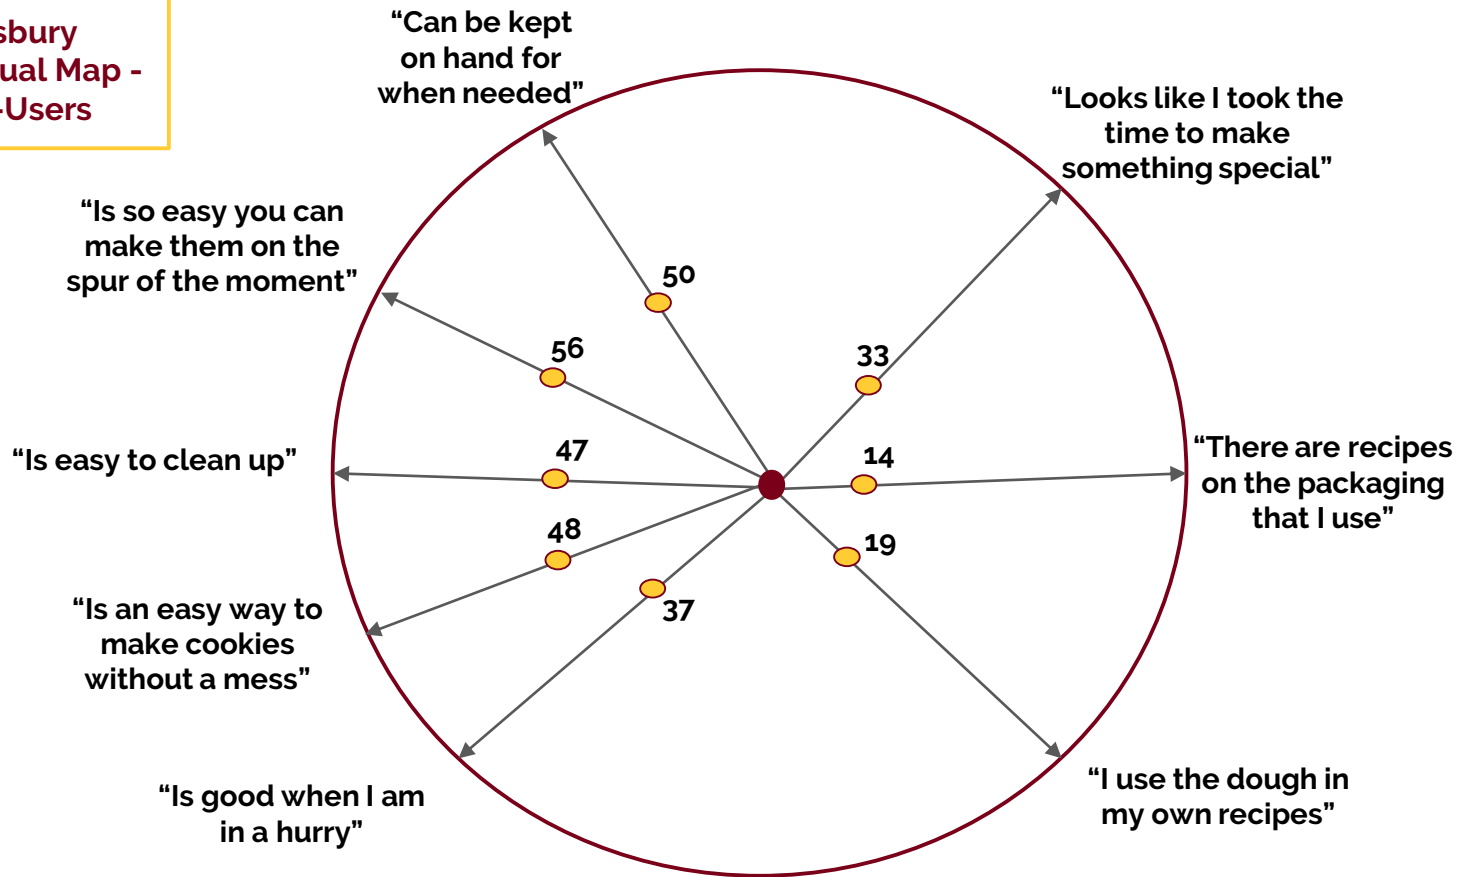 sbury
ual Map -
-Users
“Can be kept
on hand for
when needed”
“Looks like I took the
time to make
something special”
“Is so easy you can
make them on the
spur of the moment”
50
56
33
“Is easy to clean up”
47
14
“There are recipes
on the packaging
that I use”
48
19
“Is an easy way to
make cookies
without a mess”
37
“Is good when I am
in a hurry”
“I use the dough in
my own recipes”